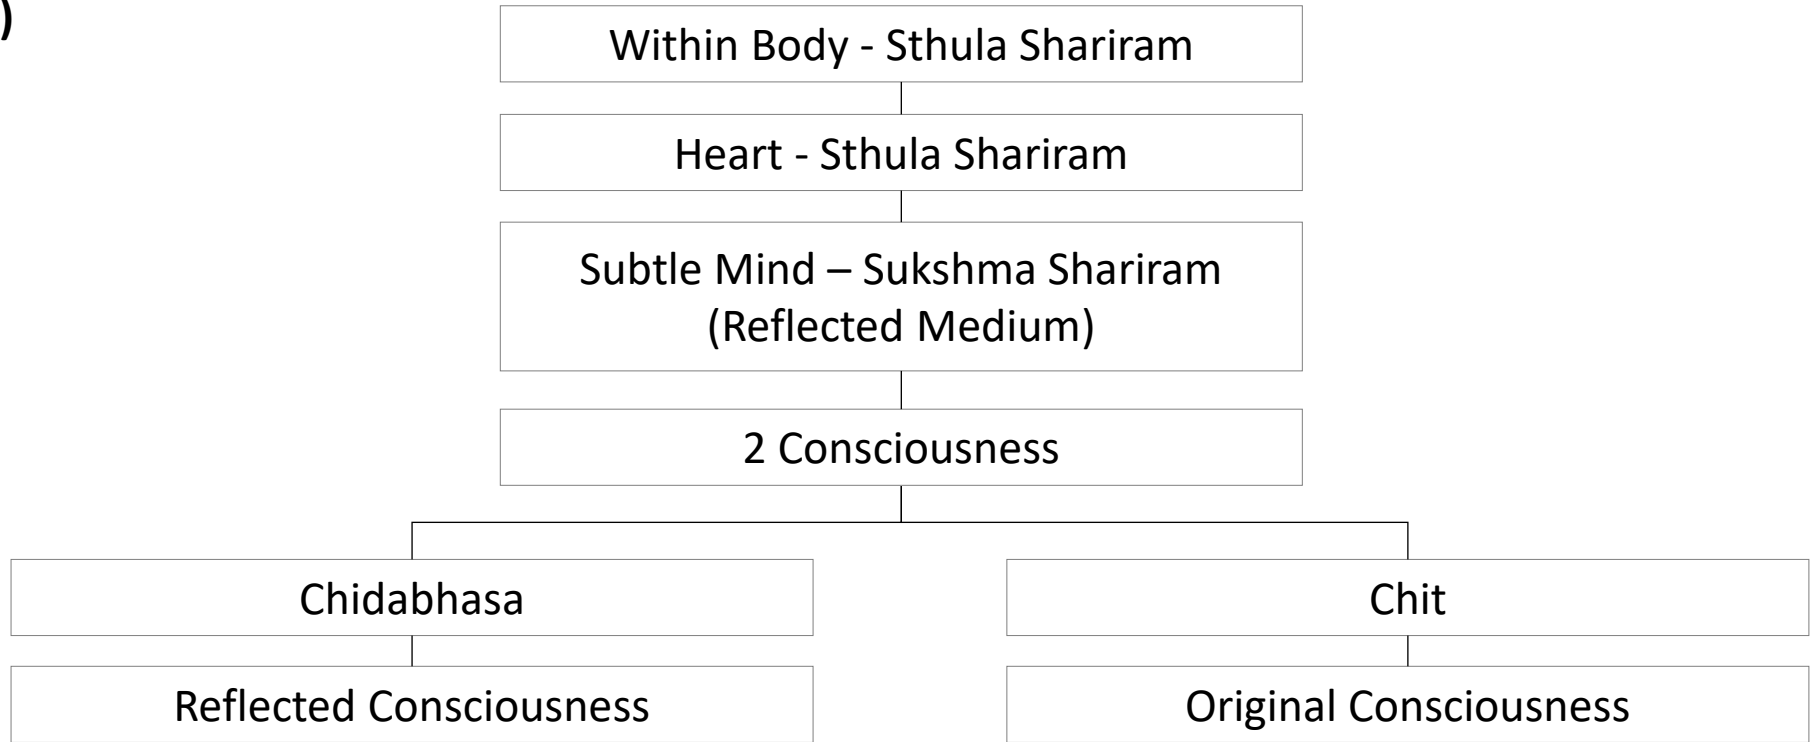 )
Within Body - Sthula Shariram
Heart - Sthula Shariram
Subtle Mind – Sukshma Shariram
(Reflected Medium)
2 Consciousness
Chidabhasa
Chit
Reflected Consciousness
Original Consciousness